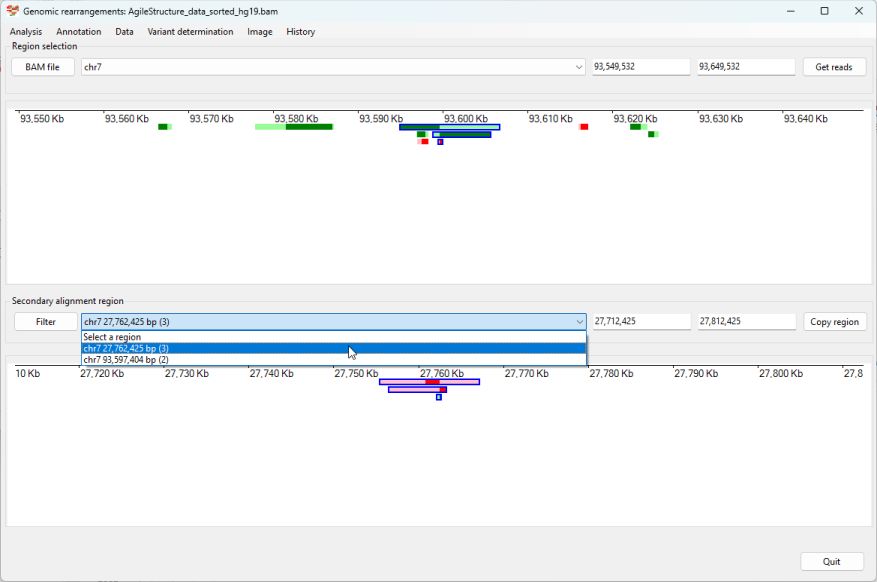 Genomic rearrangements: AgileStructure_data_sorted_hg19.bam
Analysis Annotation Data Variant determination Image History
Region selection
BAM file chr7 93,549,532 93,649,532 Get reads
93,550 Kb 93,560 Kb 93,570 Kb 93,580 Kb 93,590 Kb 93,600 Kb 93,610 Kb 93,620 Kb 93,630 Kb 93,640 Kb
Secondary alignment region
Filter chr7 27,762,425 bp (3) 27,712,425 27,812,425 Copy region
Select a region
chr7 27,762,425 bp (3)
chr7 93,597,404 bp (2)
10 Kb 27,720 Kb 27,730 Kb 27,740 Kb 27,750 Kb 27,760 Kb 27,770 Kb 27,780 Kb 27,790 Kb 27,800 Kb 27,8
Quit